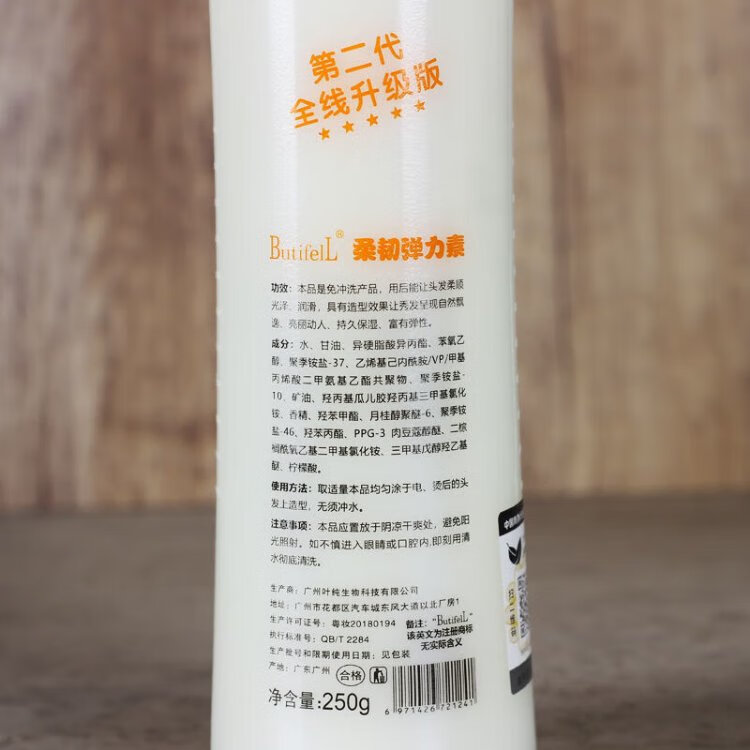 第二代
全线升级版
ButifelL® 柔韧弹力素
功效：本品是免冲洗产品，用后能让头发柔顺
光泽、润滑，具有造型效果让秀发呈现自然飘
逸、亮丽动人、持久保湿、富有弹性。
成分：水、甘油、异硬脂酸异丙酯、苯氧乙
醇、聚季铵盐-37、乙烯基己内酰胺/VP/甲基
丙烯酸二甲氨基乙酯共聚物、聚季铵盐-
10、矿油、羟丙基瓜儿胶羟丙基三甲基氯化
铵、香精、羟苯甲酯、月桂醇聚醚-6、聚季铵
盐-46、羟苯丙酯、PPG-3 肉豆蔻醇醚、二棕
榈酰氧乙基二甲基氯化铵、三甲基戊醇羟乙基
醚、柠檬酸。
使用方法：取适量本品均匀涂于电、烫后的头
发上造型，无须冲水。
注意事项：本品应置放于阴凉干爽处，避免阳
光照射。如不慎进入眼睛或口腔内，即刻用清
水彻底清洗。
生产商：广州叶纯生物科技有限公司
地址：广州市花都区汽车城东风大道以北厂房1
生产许可证号：粤妆20180194
执行标准号：QB/T 2284
生产批号和限期使用日期：见包装
产地：广东广州
备注："ButifelL"
该英文为注册商标
无实际含义
合格
净含量:250g
6 971426 721241